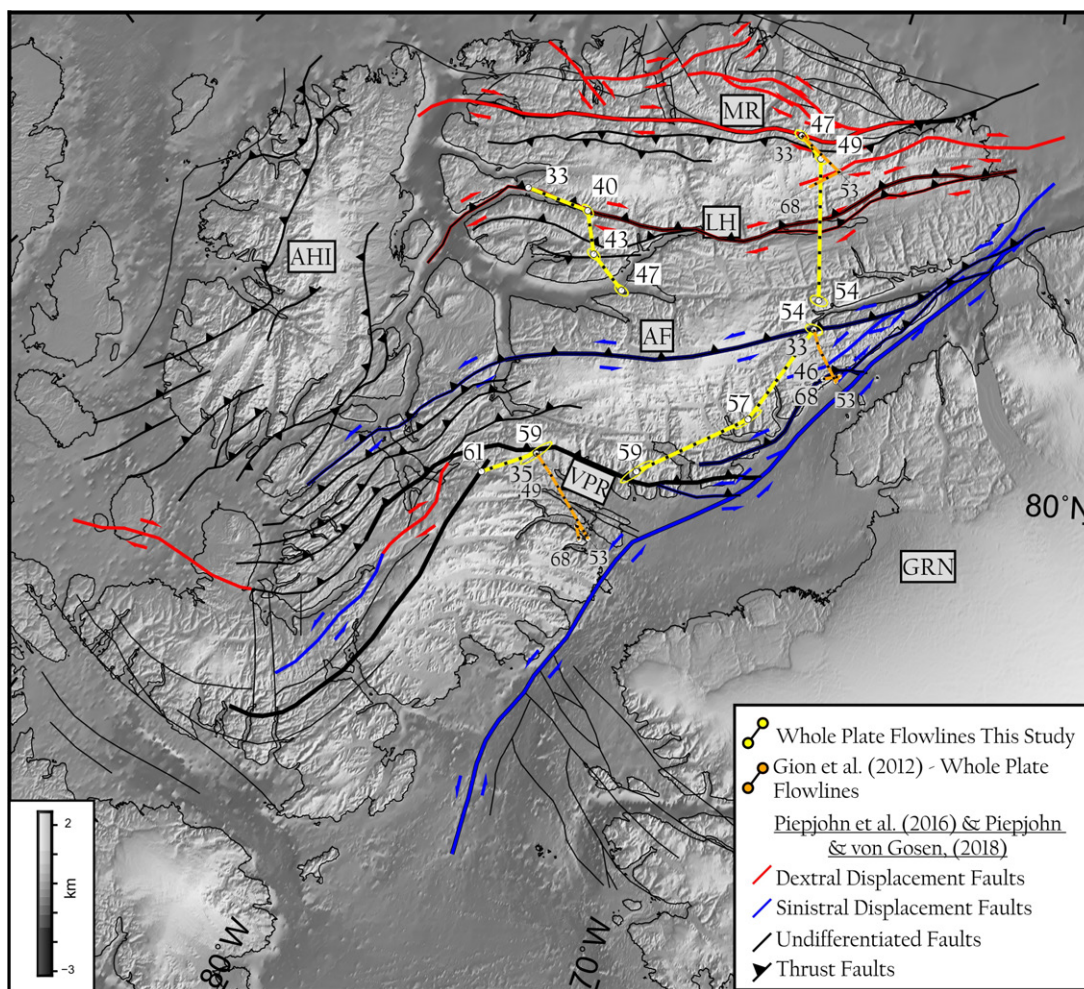 MR
47
49
33
53
33
40
68
LH
43
AHI
47
54
AF
54
33
46
68
53
57
59
59
61
VPR
35
49
80°N
68
53
GRN
2
km
-3
80°W
70°W
Whole Plate Flowlines This Study
Gion et al. (2012) - Whole Plate
Flowlines
Piepjohn et al. (2016) & Piepjohn
& von Gosen, (2018)
Dextral Displacement Faults
Sinistral Displacement Faults
Undifferentiated Faults
Thrust Faults